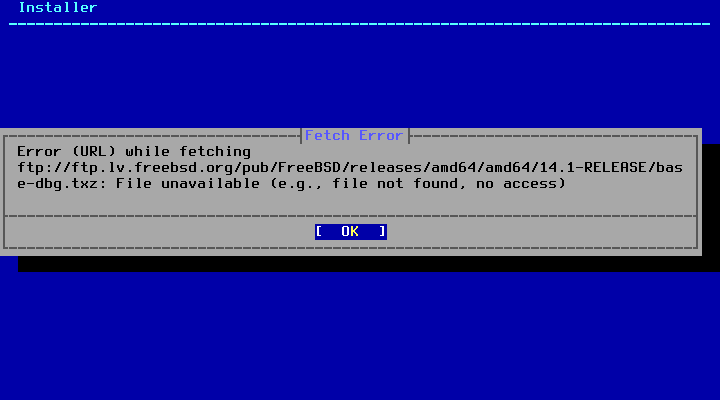 Installer
Fetch Error
Error (URL) while fetching
ftp://ftp.lv.freebsd.org/pub/FreeBSD/releases/amd64/amd64/14.1-RELEASE/bas
e-dbg.txz: File unavailable (e.g., file not found, no access)
[  OK  ]